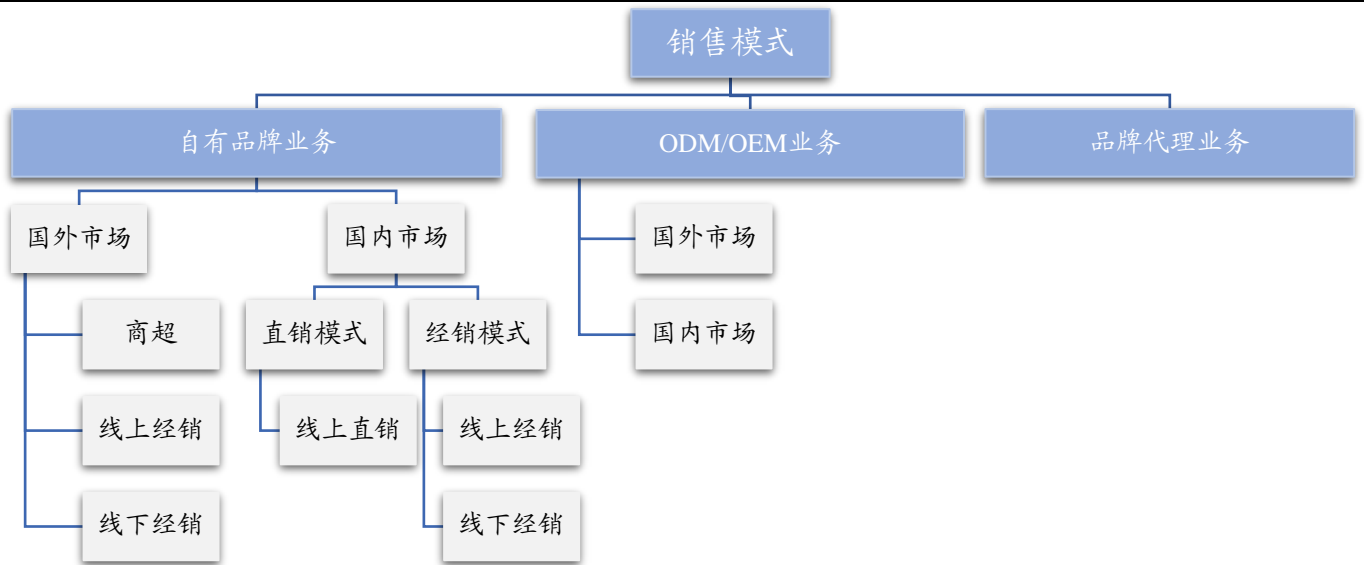 销售模式
自有品牌业务
ODM/OEM业务
品牌代理业务
国外市场
国内市场
国外市场
商超
直销模式
经销模式
国内市场
线上经销
线上直销
线上经销
线下经销
线下经销